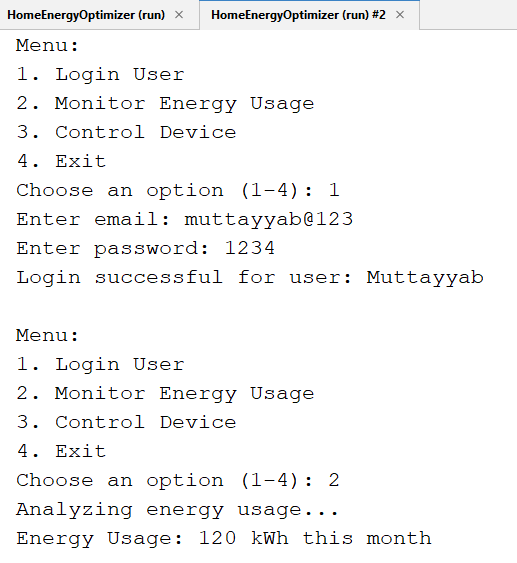 HomeEnergyOptimizer (run) × HomeEnergyOptimizer (run) #2 ×
Menu:
1. Login User
2. Monitor Energy Usage
3. Control Device
4. Exit
Choose an option (1-4): 1
Enter email: muttayyab@123
Enter password: 1234
Login successful for user: Muttayyab

Menu:
1. Login User
2. Monitor Energy Usage
3. Control Device
4. Exit
Choose an option (1-4): 2
Analyzing energy usage...
Energy Usage: 120 kWh this month